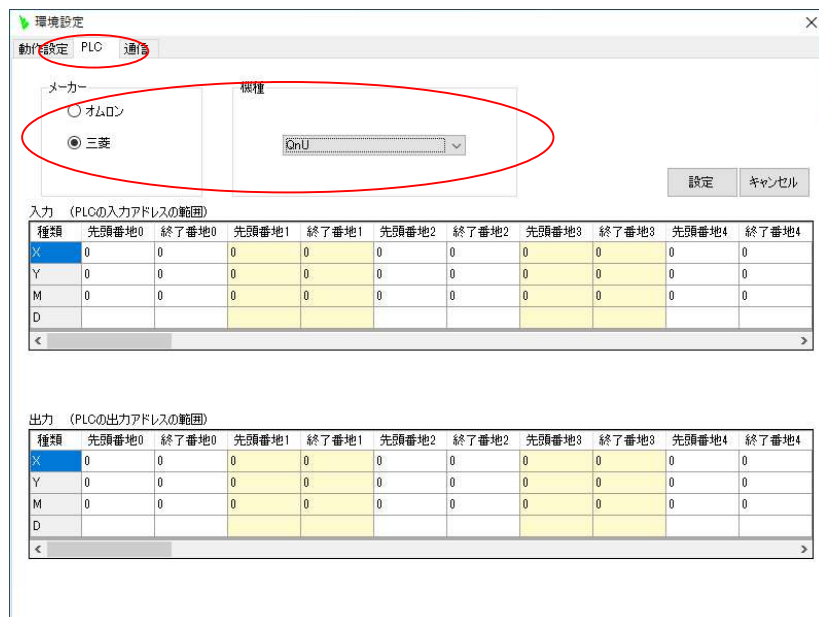 環境設定
動作設定 PLC 通信
メーカー 機種
オムロン
三菱 QnU
設定 キャンセル
入力 (PLCの入力アドレスの範囲)
種類 先頭番地0 終了番地0 先頭番地1 終了番地1 先頭番地2 終了番地2 先頭番地3 終了番地3 先頭番地4 終了番地4
X 0 0 0 0 0 0 0 0 0 0
Y 0 0 0 0 0 0 0 0 0 0
M 0 0 0 0 0 0 0 0 0 0
D
出力 (PLCの出力アドレスの範囲)
種類 先頭番地0 終了番地0 先頭番地1 終了番地1 先頭番地2 終了番地2 先頭番地3 終了番地3 先頭番地4 終了番地4
X 0 0 0 0 0 0 0 0 0 0
Y 0 0 0 0 0 0 0 0 0 0
M 0 0 0 0 0 0 0 0 0 0
D